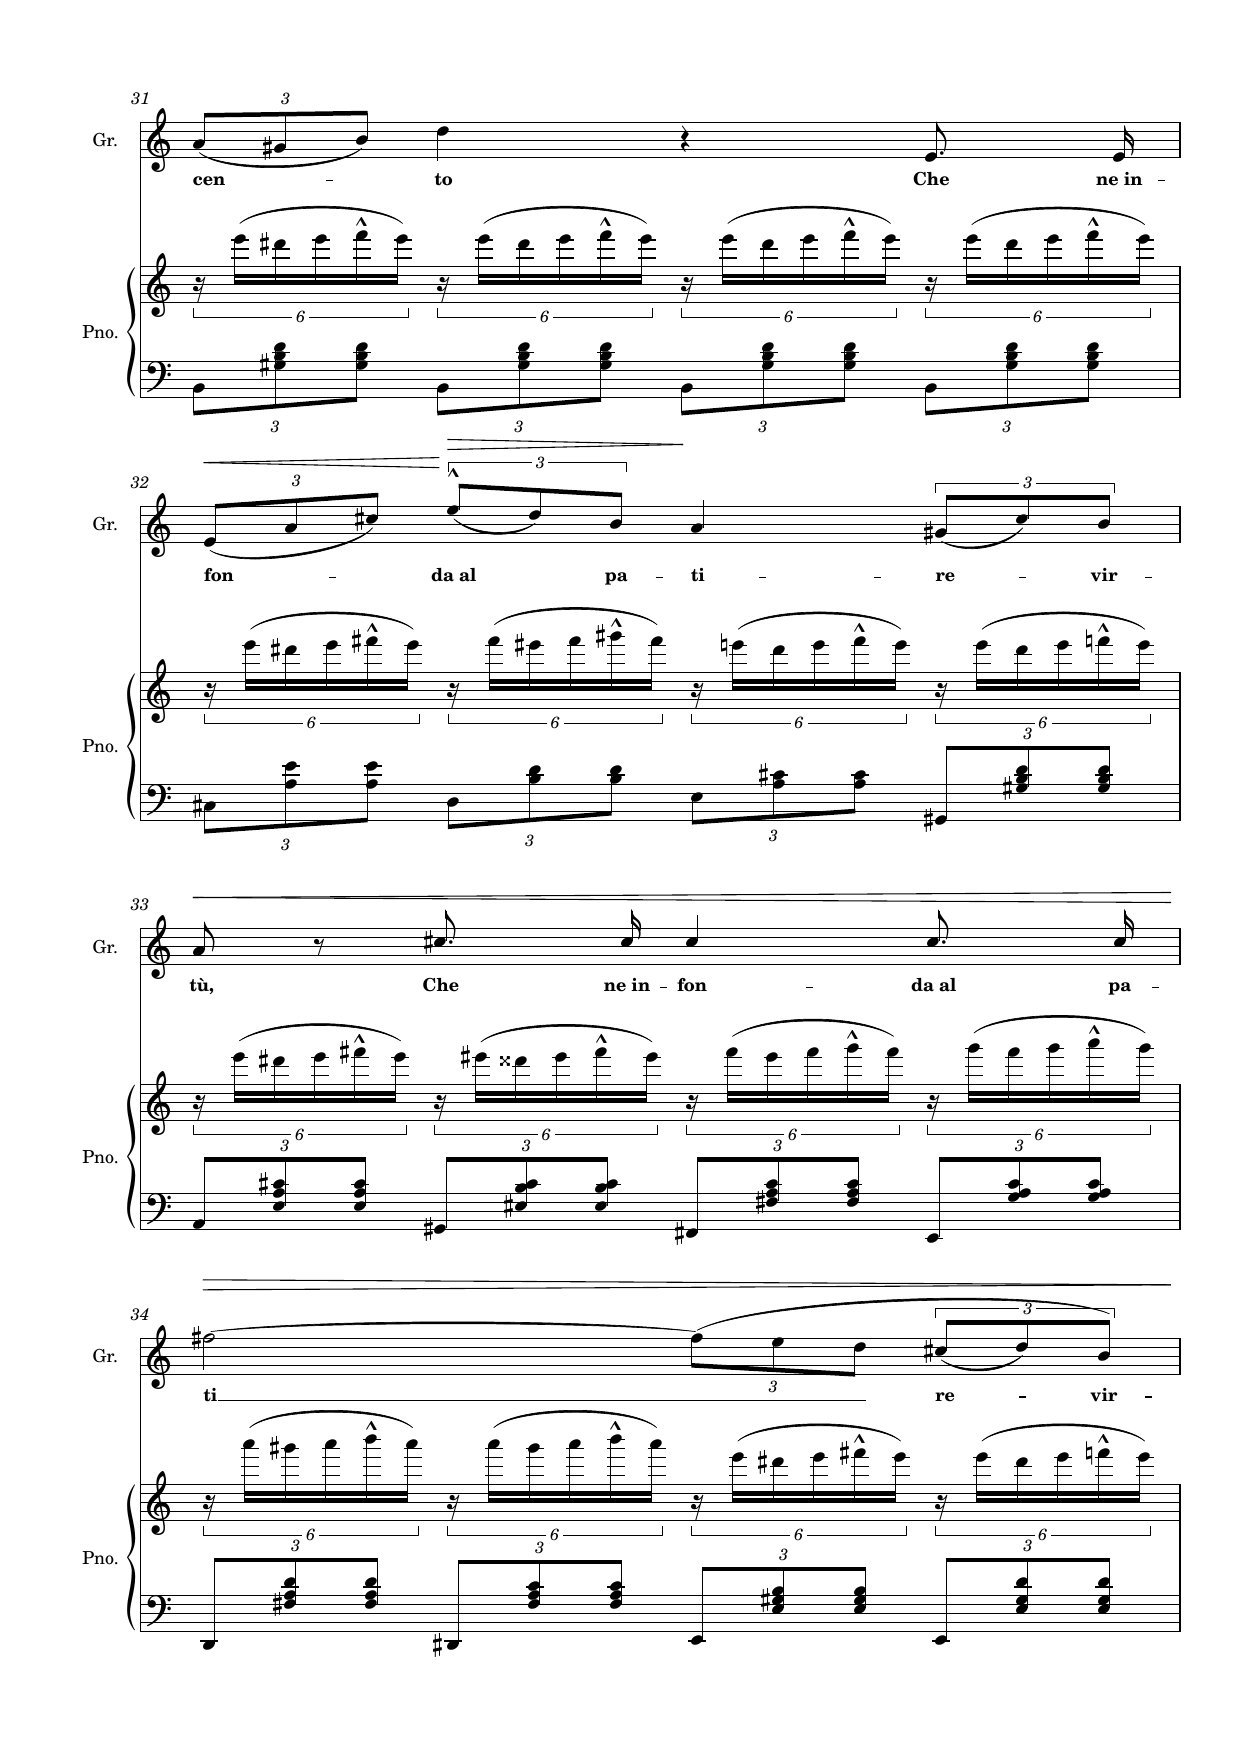 31
3
Gr.
cen – to Che ne in –
6 6 6 6
Pno.
3 3 3 3
3
32
3 3
Gr.
fon – da al pa – ti – re – vir –
6 6 6 6
3
Pno.
3 3 3
33
Gr.
tù, Che ne in – fon – da al pa –
6 6 6 6
3 3 3 3
Pno.
34
3
Gr.
3
ti re – vir –
6 6 6 6
3 3 3 3
Pno.